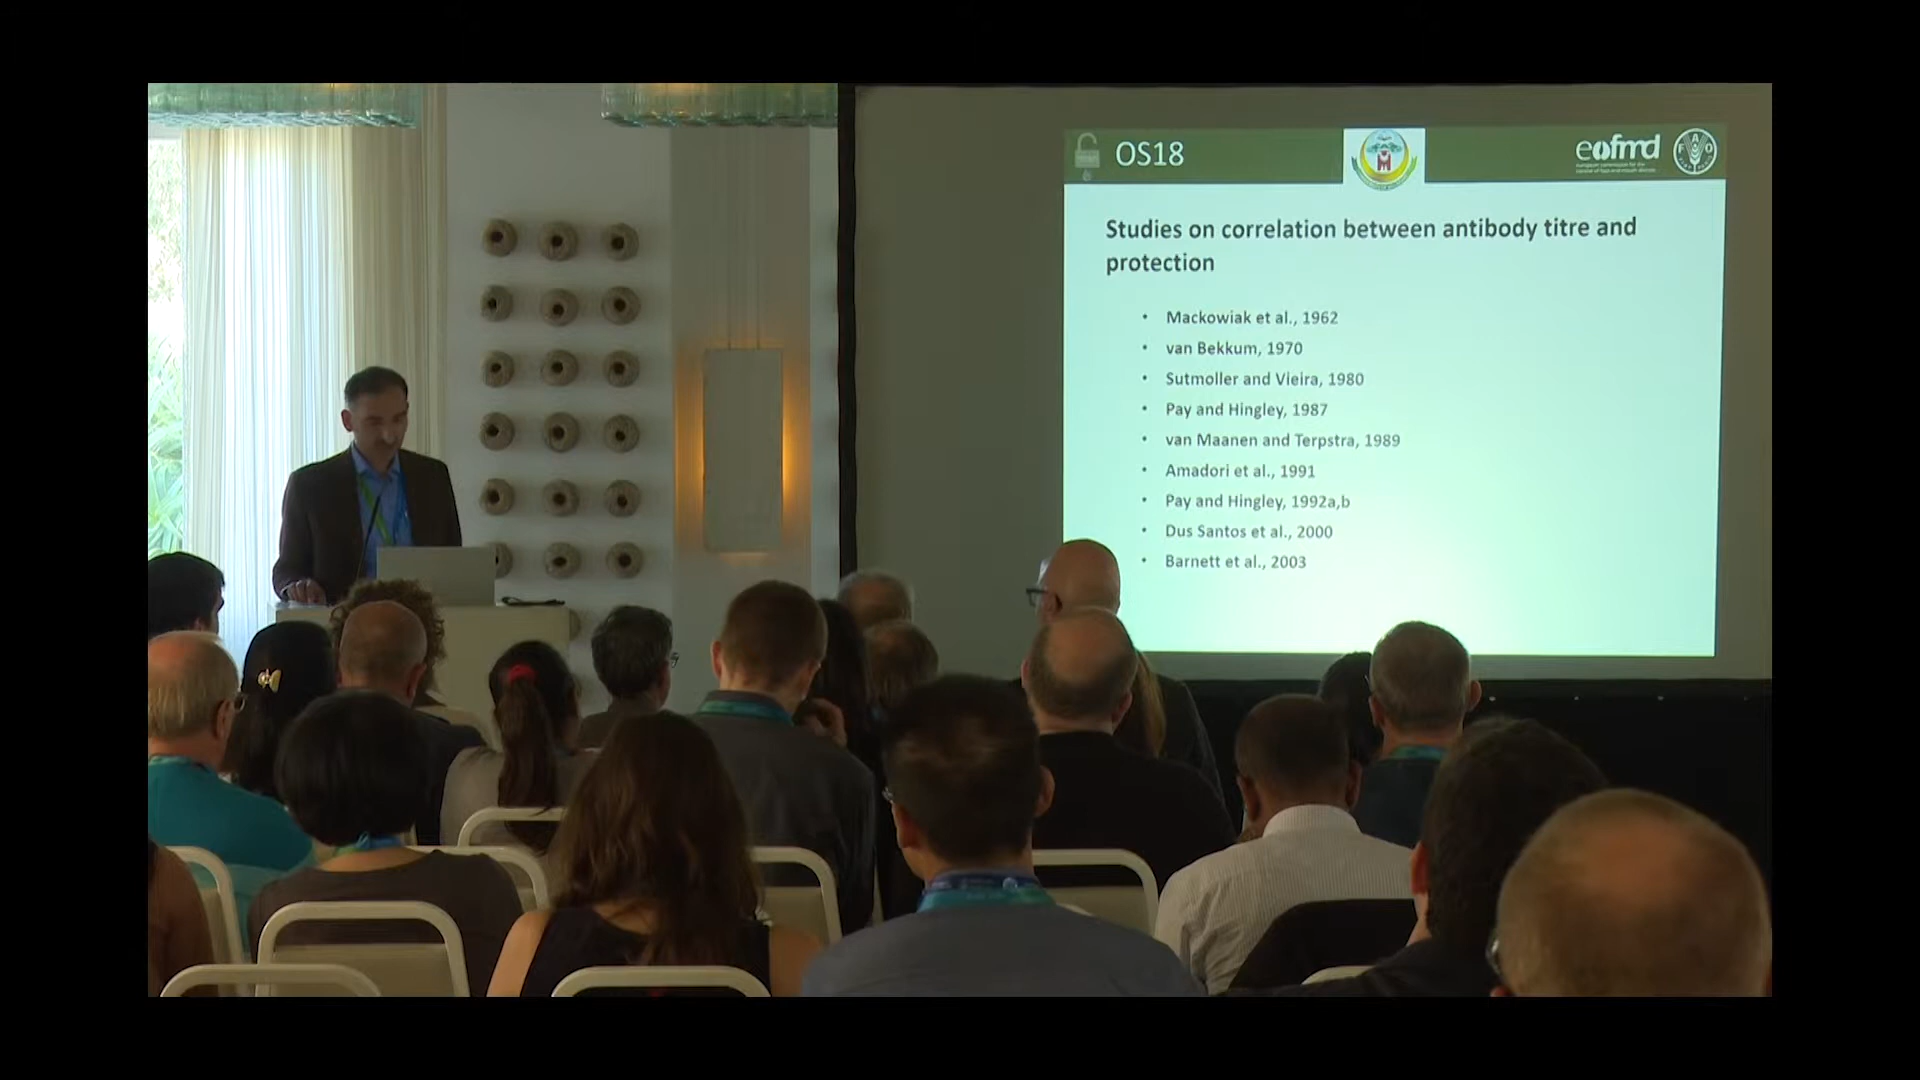 OS18
eofmd
FAO
Studies on correlation between antibody titre and
protection
• Mackowiak et al., 1962
• van Bekkum, 1970
• Sutmoller and Vieira, 1980
• Pay and Hingley, 1987
• van Maanen and Terpstra, 1989
• Amadori et al., 1991
• Pay and Hingley, 1992a,b
• Dus Santos et al., 2000
• Barnett et al., 2003